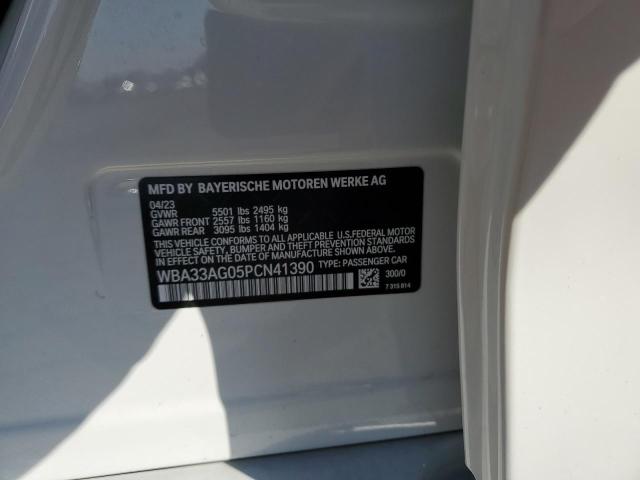 MFD BY BAYERISCHE MOTOREN WERKE AG
04/23
GVWR 5501 lbs 2495 kg
GAWR FRONT 2557 lbs 1160 kg
GAWR REAR 3095 lbs 1404 kg
THIS VEHICLE CONFORMS TO ALL APPLICABLE U.S.FEDERAL MOTOR
VEHICLE SAFETY, BUMPER, AND THEFT PREVENTION STANDARDS
IN EFFECT ON THE DATE OF MANUFACTURE SHOWN ABOVE.
WBA33AG05PCN41390 TYPE: PASSENGER CAR
300/0
7 315 814